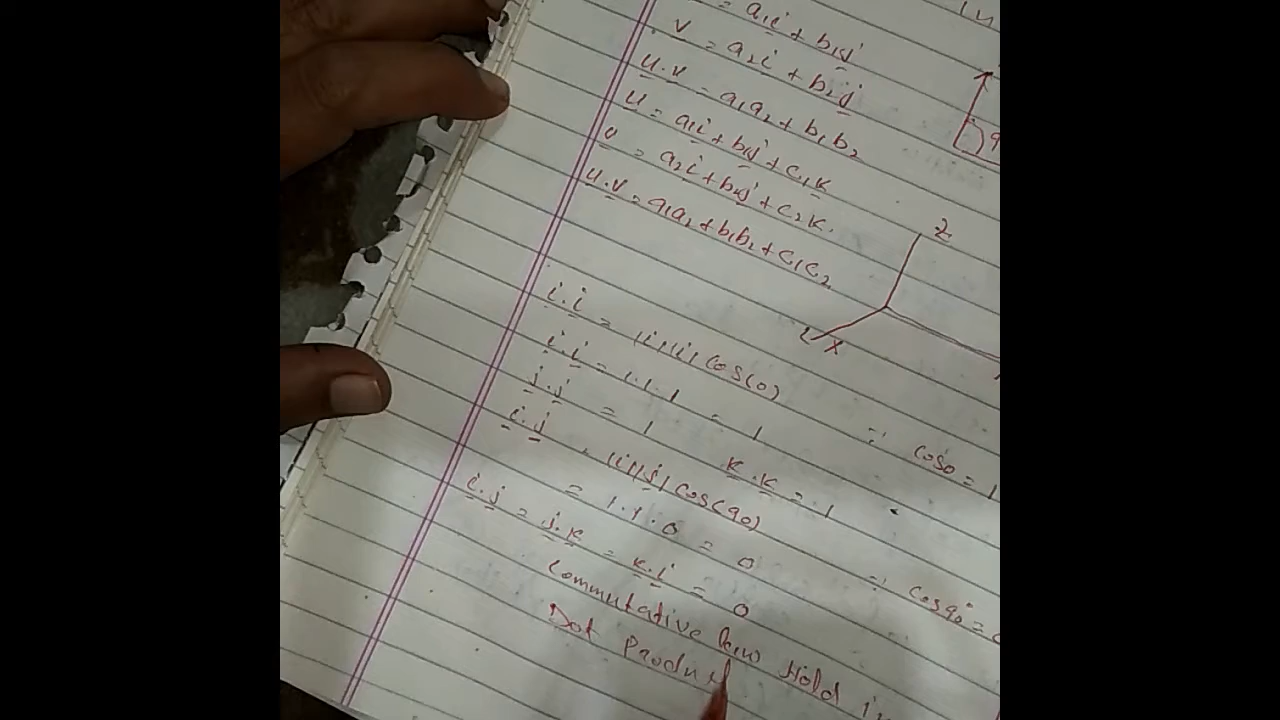 = a₁i + b₁j
v = a₂i + b₂j
u.v = a₁a₂ + b₁b₂
u = a₁i + b₁j + c₁k
v = a₂i + b₂j + c₂k.
u.v = a₁a₂ + b₁b₂ + c₁c₂
z
x
i.i = |i||i| cos(0)
i.i = 1.1.1 = 1 ∵ cos0 = 1
j.j = 1 k.k = 1
i.j = |i||j| cos(90)
= 1.1.0 = 0 ∵ cos90° =
i.j = j.k = k.i = 0
Commutative law Hold in
Dot Product